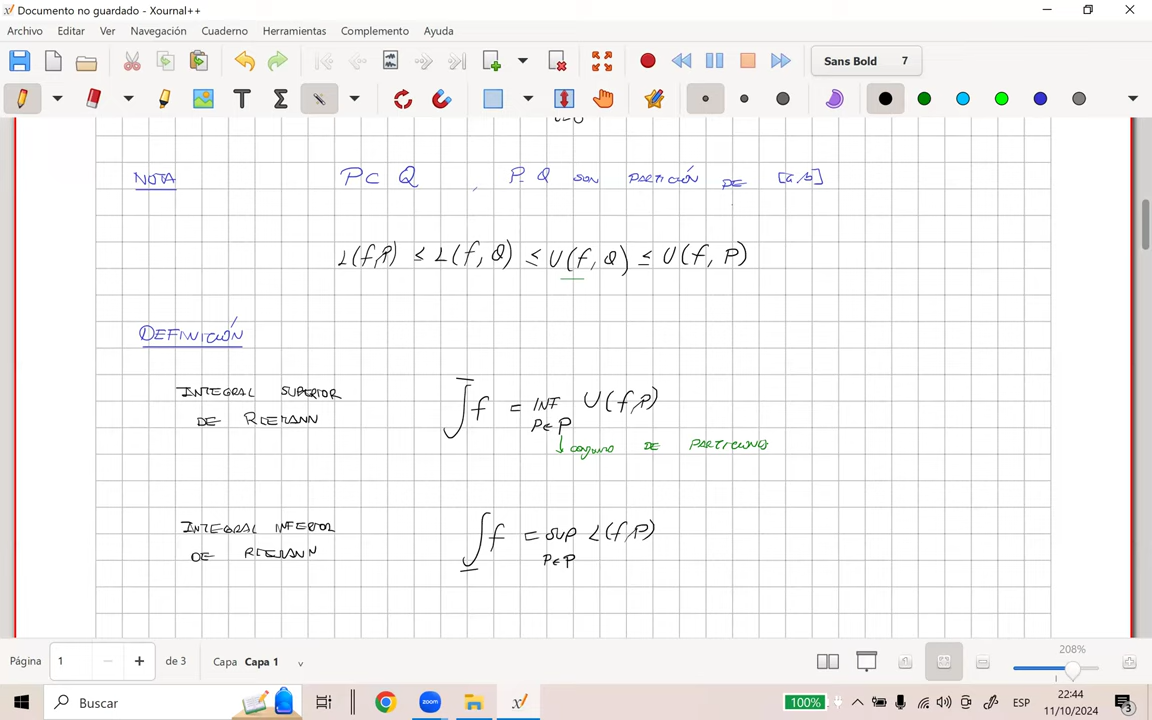 Documento no guardado - Xournal++
Archivo Editar Ver Navegación Cuaderno Herramientas Complemento Ayuda
Sans Bold 7
NOTA P ⊂ Q , P, Q SON PARTICIÓN DE [a,b]
L(f,P) ≤ L(f, Q) ≤ U(f, Q) ≤ U(f, P)
DEFINICIÓN
INTEGRAL SUPERIOR
DE RIEMANN
∫f = INF U(f,P)
P ∈ P
↓ conjunto DE PARTICIONES
INTEGRAL INFERIOR
DE RIEMANN
∫f = SUP L(f,P)
P ∈ P
Página 1 de 3 Capa Capa 1
208%
Buscar
100%
ESP
22:44
11/10/2024
3